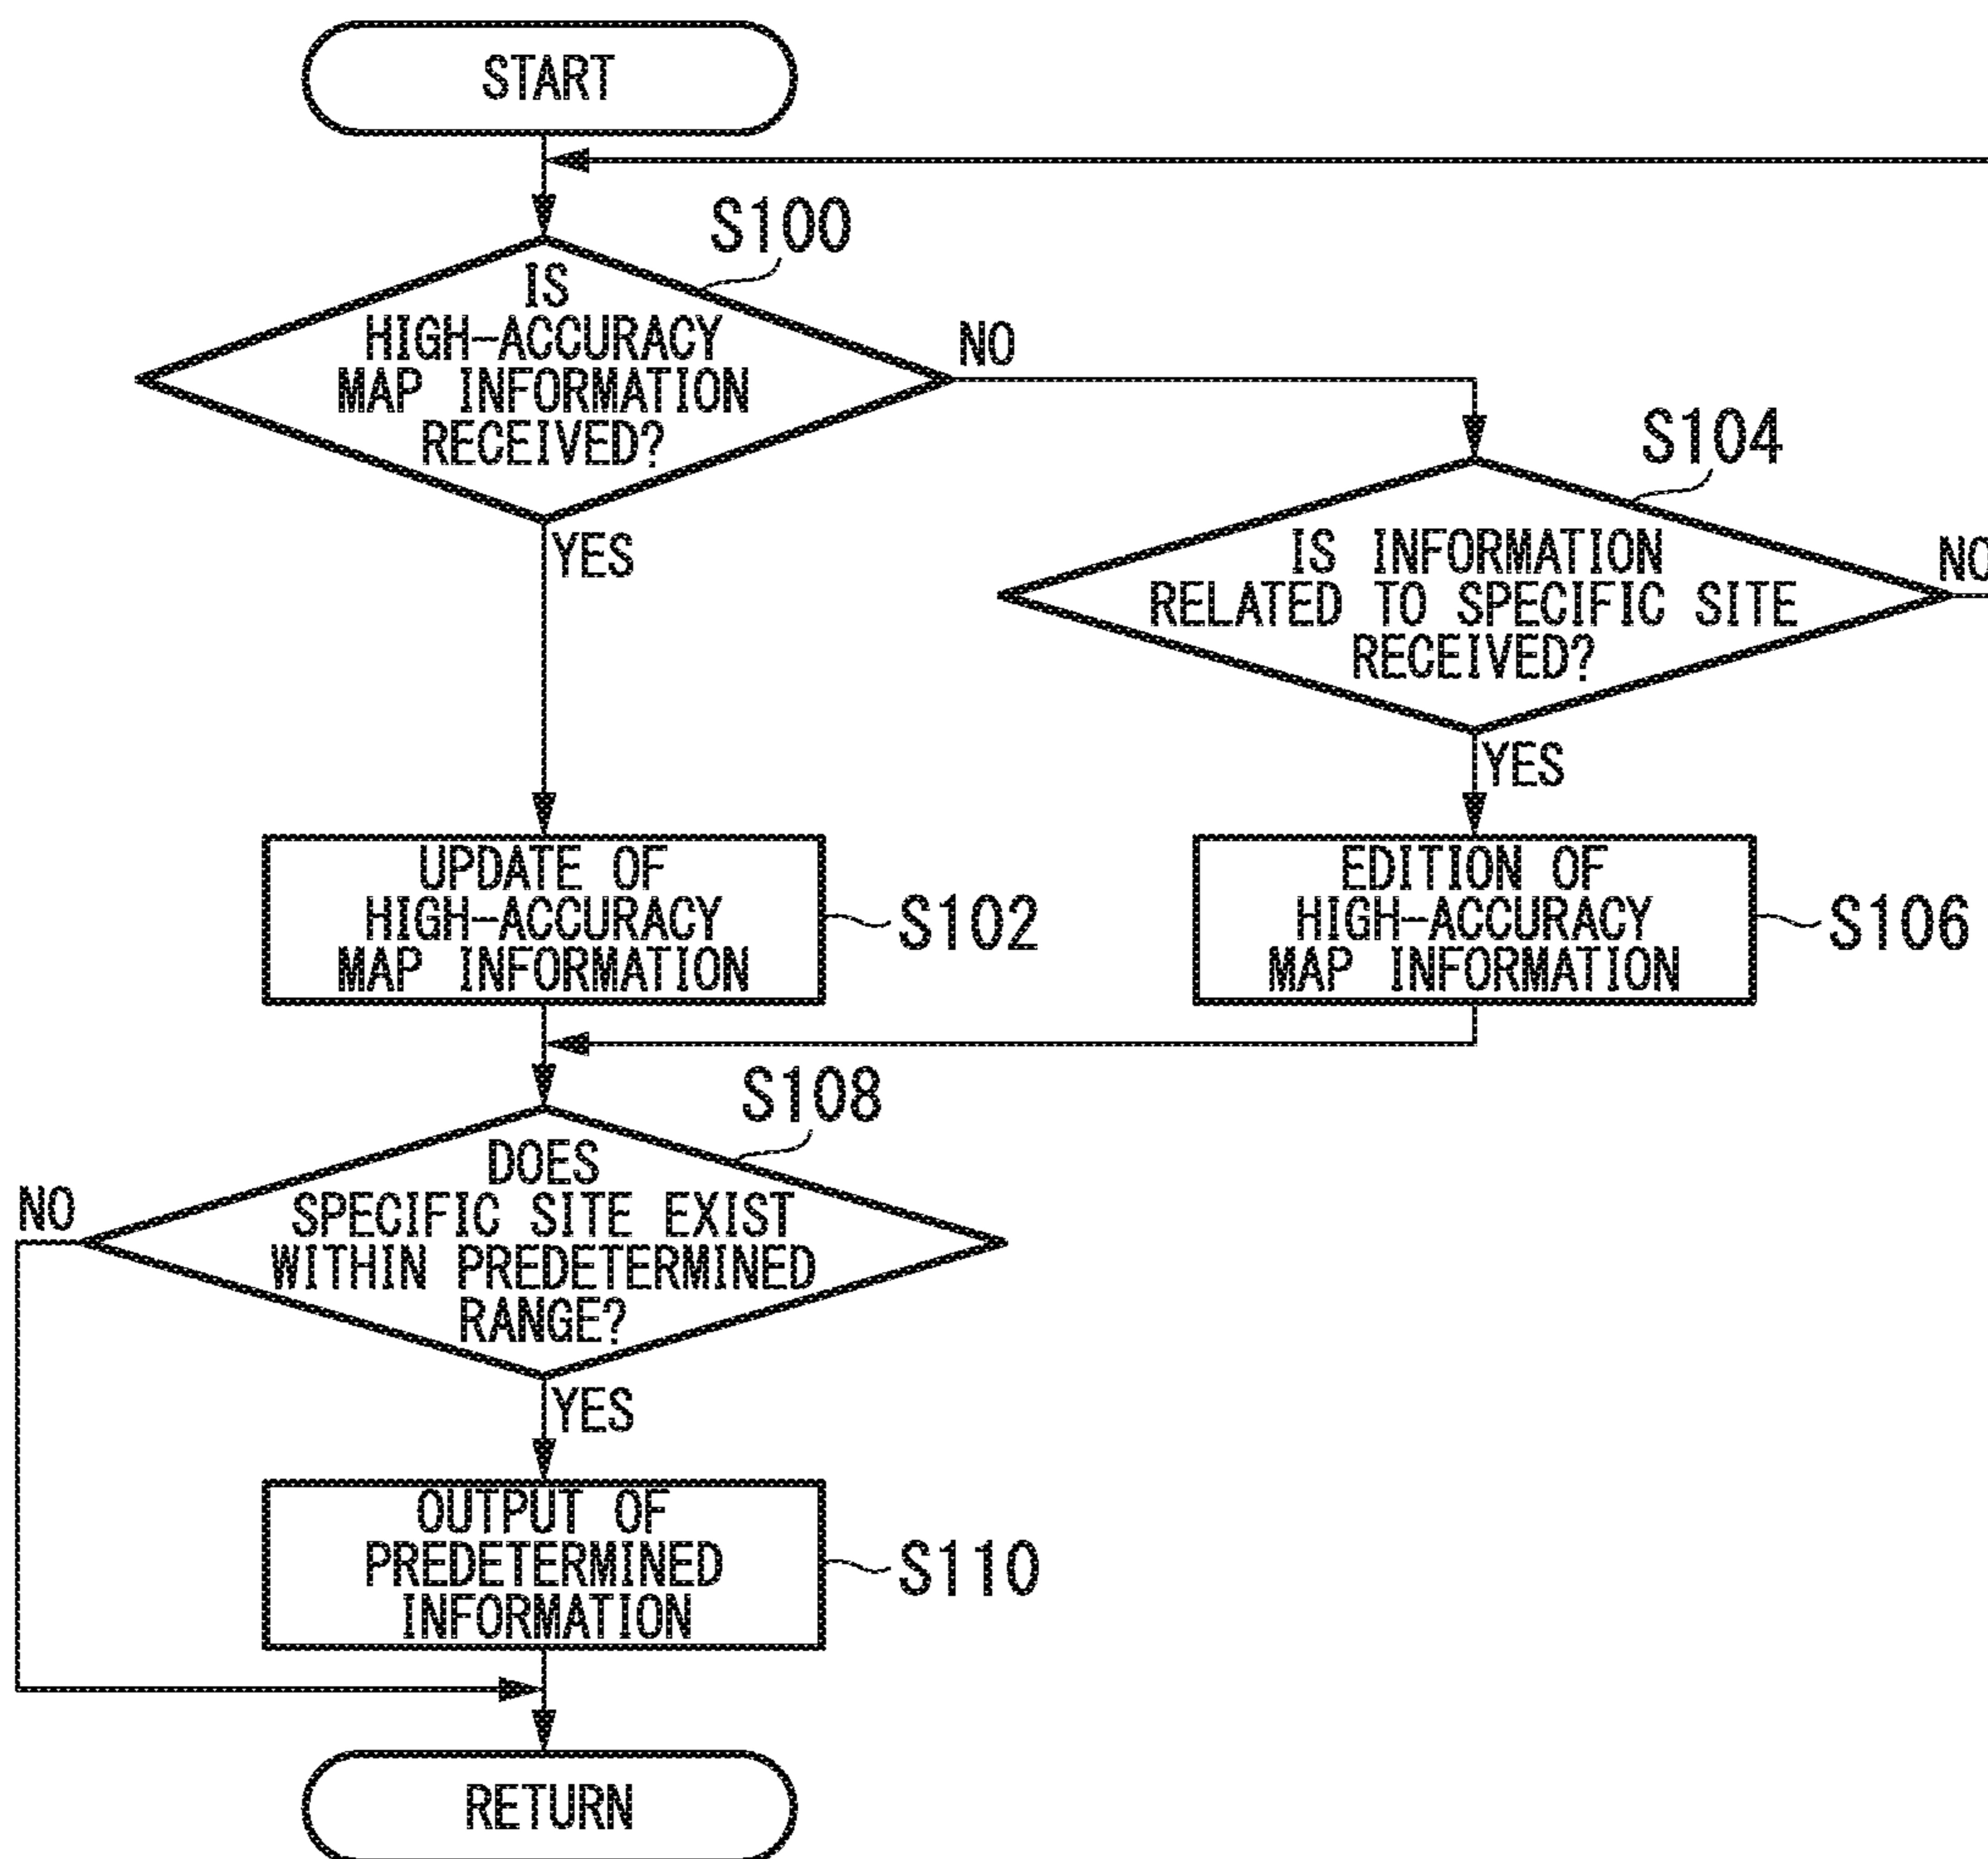 START
S100
IS
HIGH-ACCURACY
MAP INFORMATION
RECEIVED?
NO
YES
S104
IS INFORMATION
RELATED TO SPECIFIC SITE
RECEIVED?
NO
YES
UPDATE OF
HIGH-ACCURACY
MAP INFORMATION
S102
EDITION OF
HIGH-ACCURACY
MAP INFORMATION
S106
S108
DOES
SPECIFIC SITE EXIST
WITHIN PREDETERMINED
RANGE?
NO
YES
OUTPUT OF
PREDETERMINED
INFORMATION
S110
RETURN